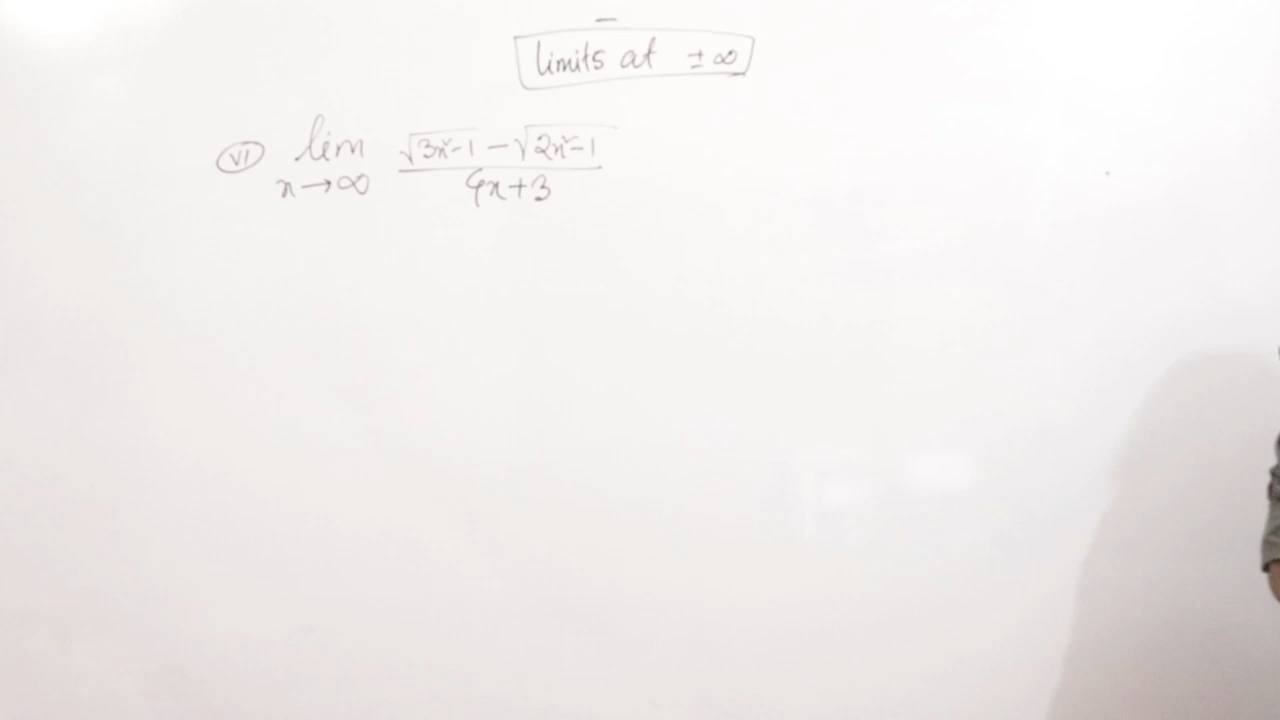 limits at ±∞
(vi) lim x→∞ (√(3x²-1) - √(2x²-1)) / (4x+3)